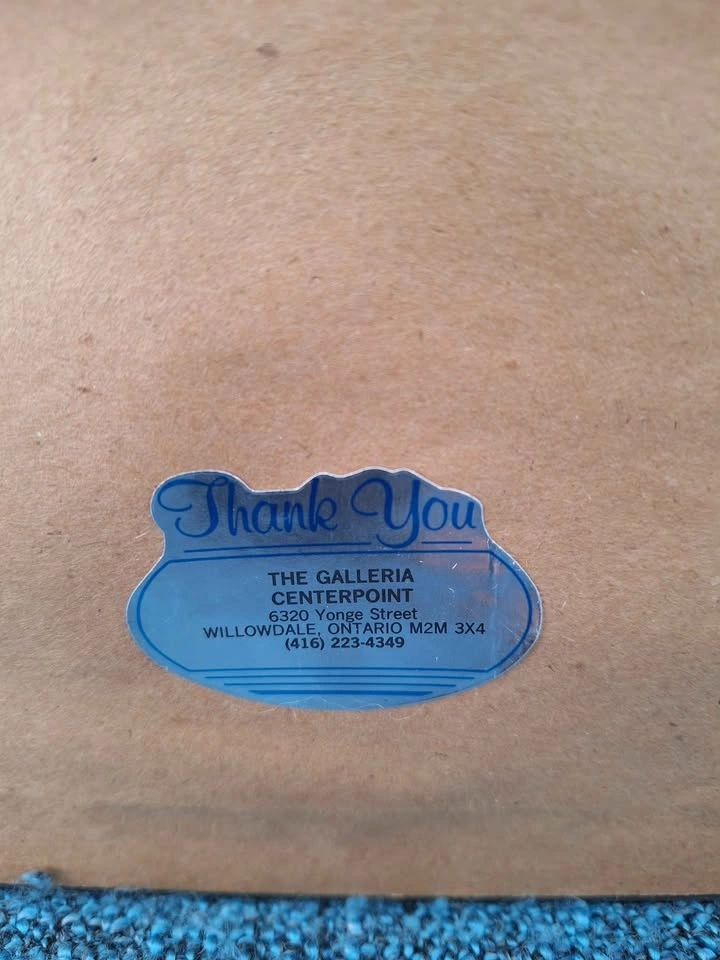 Thank You
THE GALLERIA
CENTERPOINT
6320 Yonge Street
WILLOWDALE, ONTARIO M2M 3X4
(416) 223-4349